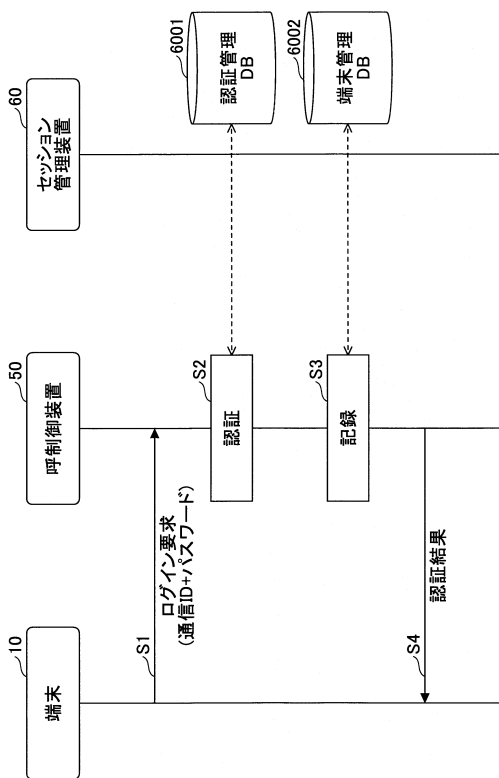 10
端末
50
呼制御装置
60
セッション
管理装置
S1
ログイン要求
(通信ID+パスワード)
S2
認証
6001
認証管理
DB
S3
記録
6002
端末管理
DB
S4
認証結果